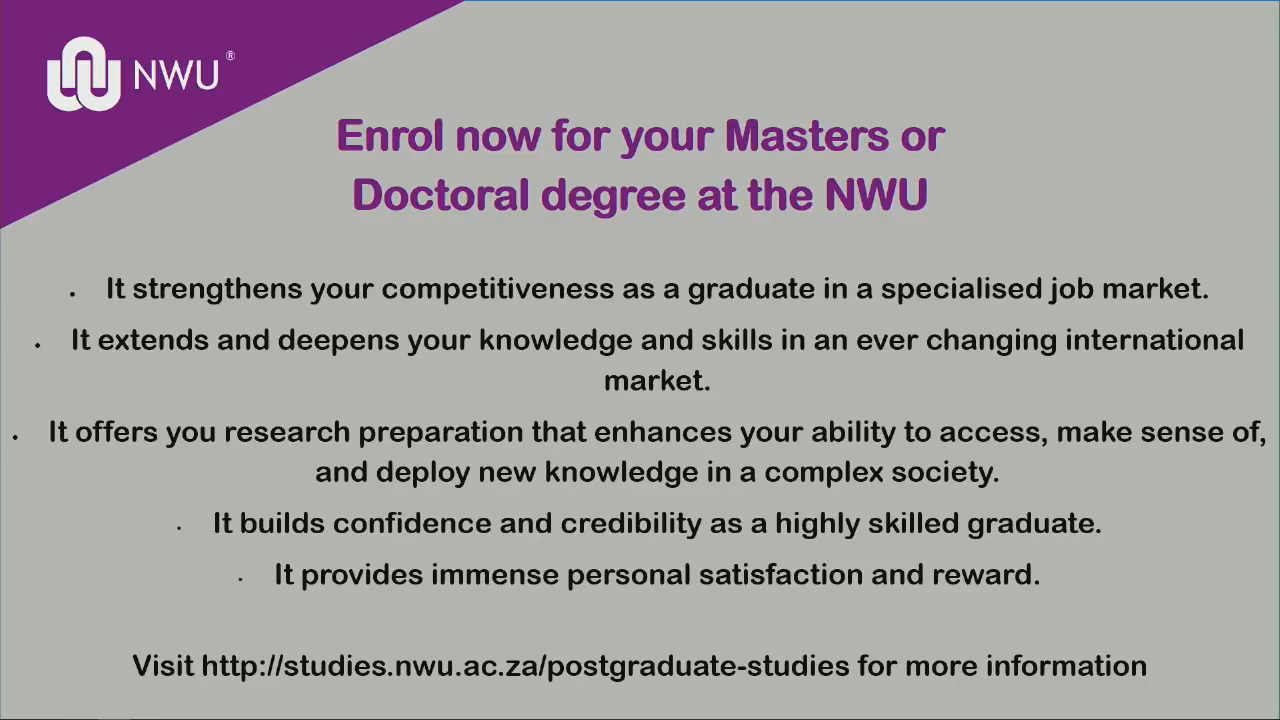 NWU®
Enrol now for your Masters or
Doctoral degree at the NWU
• It strengthens your competitiveness as a graduate in a specialised job market.
• It extends and deepens your knowledge and skills in an ever changing international
market.
• It offers you research preparation that enhances your ability to access, make sense of,
and deploy new knowledge in a complex society.
• It builds confidence and credibility as a highly skilled graduate.
• It provides immense personal satisfaction and reward.
Visit http://studies.nwu.ac.za/postgraduate-studies for more information